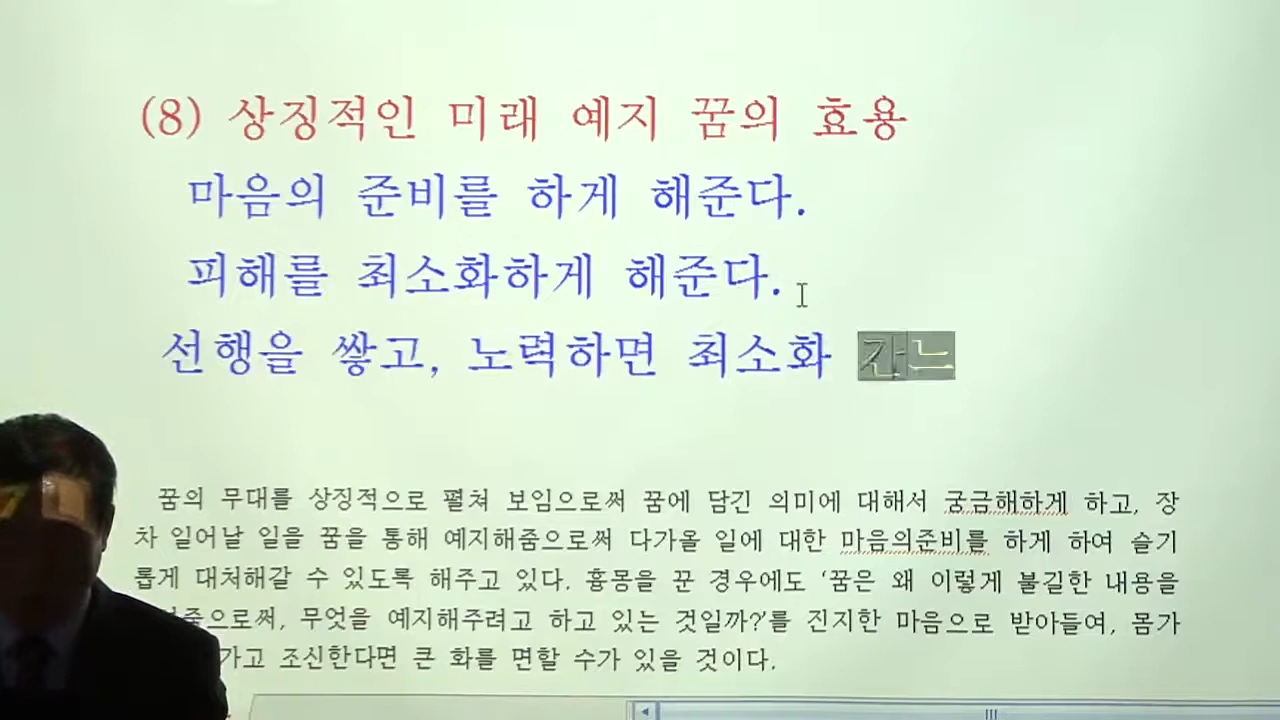 (8) 상징적인 미래 예지 꿈의 효용
마음의 준비를 하게 해준다.
피해를 최소화하게 해준다.
선행을 쌓고, 노력하면 최소화
꿈의 무대를 상징적으로 펼쳐 보임으로써 꿈에 담긴 의미에 대해서 궁금해하게 하고, 장
차 일어날 일을 꿈을 통해 예지해줌으로써 다가올 일에 대한 마음의준비를 하게 하여 슬기
롭게 대처해갈 수 있도록 해주고 있다. 흉몽을 꾼 경우에도 '꿈은 왜 이렇게 불길한 내용을
무엇을 예지해주려고 하고 있는 것일까?'를 진지한 마음으로 받아들여, 몸가
조신한다면 큰 화를 면할 수가 있을 것이다.